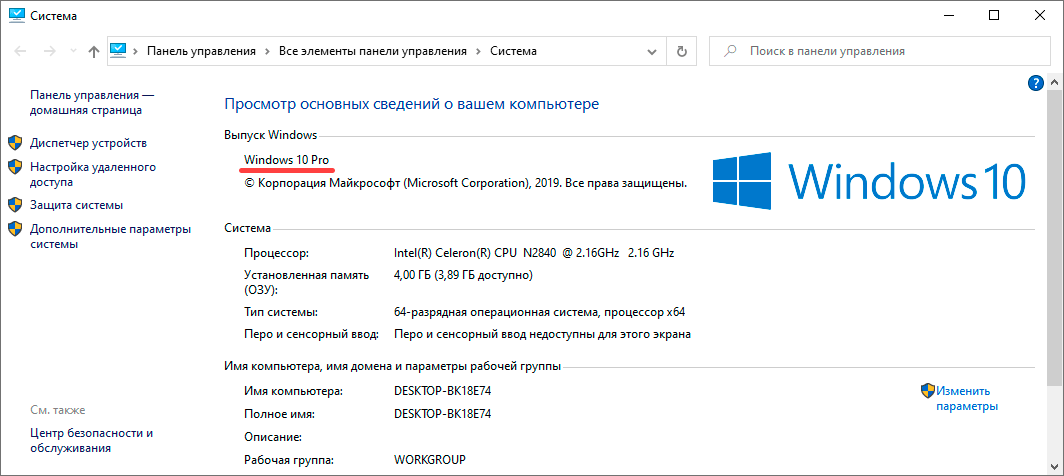 Система
Панель управления
Все элементы панели управления
Система
Поиск в панели управления
?
Панель управления —
домашняя страница
Диспетчер устройств
Настройка удаленного
доступа
Защита системы
Дополнительные параметры
системы
См. также
Центр безопасности и
обслуживания
Просмотр основных сведений о вашем компьютере
Выпуск Windows
Windows 10 Pro
© Корпорация Майкрософт (Microsoft Corporation), 2019. Все права защищены.
Windows 10
Система
Процессор: Intel(R) Celeron(R) CPU N2840 @ 2.16GHz 2.16 GHz
Установленная память 4,00 ГБ (3,89 ГБ доступно)
(ОЗУ):
Тип системы: 64-разрядная операционная система, процессор x64
Перо и сенсорный ввод: Перо и сенсорный ввод недоступны для этого экрана
Имя компьютера, имя домена и параметры рабочей группы
Имя компьютера: DESKTOP-BK18E74
Полное имя: DESKTOP-BK18E74
Описание:
Рабочая группа: WORKGROUP
Изменить
параметры